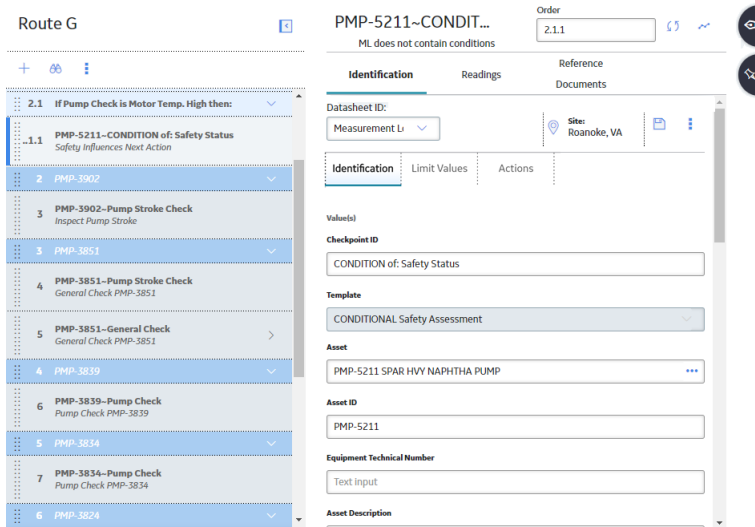 Route G
2.1 If Pump Check is Motor Temp. High then:
..1.1 PMP-5211~CONDITION of: Safety Status
Safety Influences Next Action
2 PMP-3902
3 PMP-3902~Pump Stroke Check
Inspect Pump Stroke
3 PMP-3851
4 PMP-3851~Pump Stroke Check
General Check PMP-3851
5 PMP-3851~General Check
General Check PMP-3851
4 PMP-3839
6 PMP-3839~Pump Check
Pump Check PMP-3839
5 PMP-3834
7 PMP-3834~Pump Check
Pump Check PMP-3834
6 PMP-3824
PMP-5211~CONDIT...
ML does not contain conditions
Order
2.1.1
Identification Readings Reference Documents
Datasheet ID:
Measurement Lo
Site:
Roanoke, VA
Identification Limit Values Actions
Value(s)
Checkpoint ID
CONDITION of: Safety Status
Template
CONDITIONAL Safety Assessment
Asset
PMP-5211 SPAR HVY NAPHTHA PUMP
Asset ID
PMP-5211
Equipment Technical Number
Text input
Asset Description